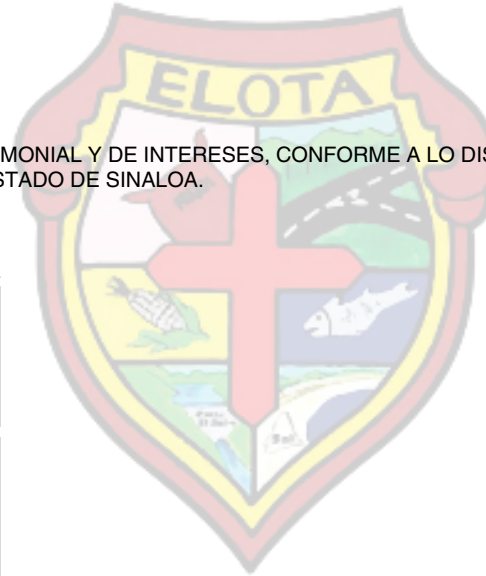 ELOTA
MONIAL Y DE INTERESES, CONFORME A LO DIS
STADO DE SINALOA.